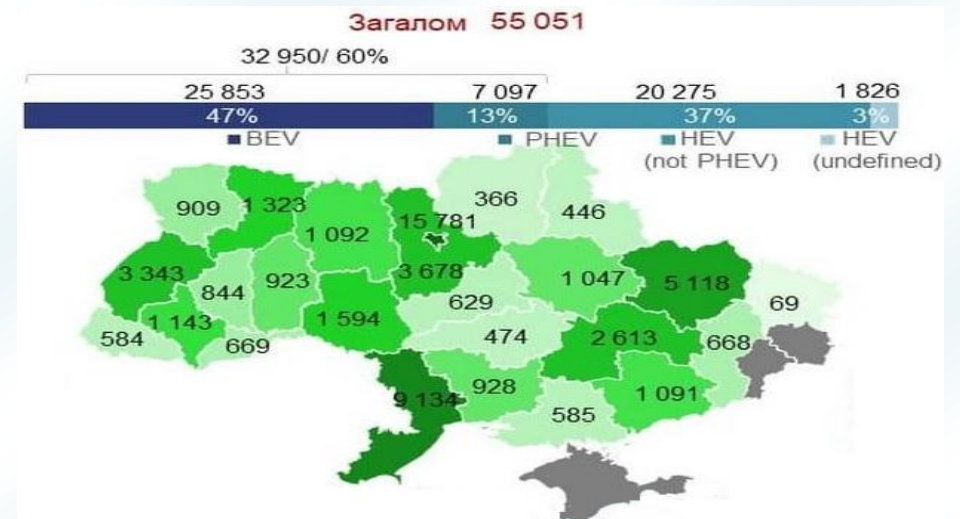 Загалом 55 051
32 950/ 60%
25 853 7 097 20 275 1 826
47% 13% 37% 3%
BEV PHEV HEV HEV
(not PHEV) (undefined)
366
909 1 323 446
15 781
1 092
3 343 3 678 1 047 5 118
923
844
629 69
1 143 1 594
584 474 2 613 668
669
928 1 091
9 134
585